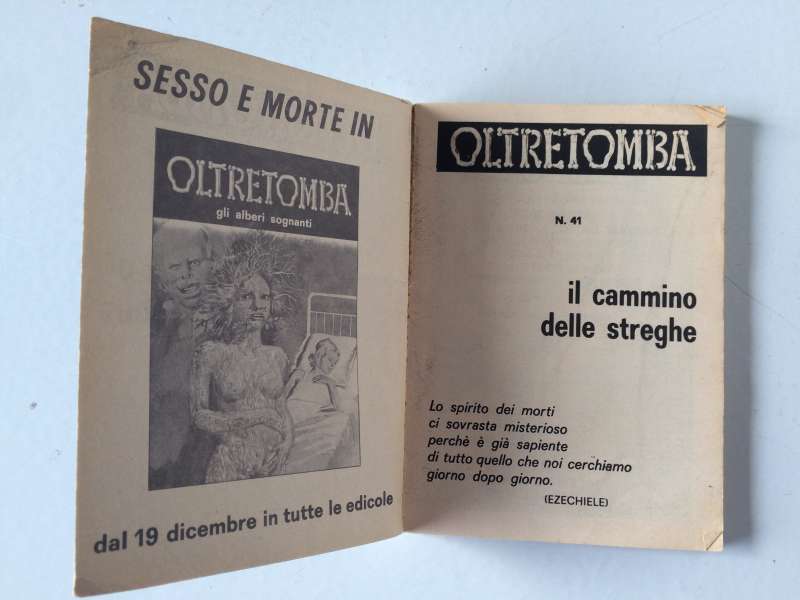 SESSO E MORTE IN
OLTRETOMBA
gli alberi sognanti
dal 19 dicembre in tutte le edicole
OLTRETOMBA
N. 41
il cammino
delle streghe
Lo spirito dei morti
ci sovrasta misterioso
perchè è già sapiente
di tutto quello che noi cerchiamo
giorno dopo giorno.
(EZECHIELE)